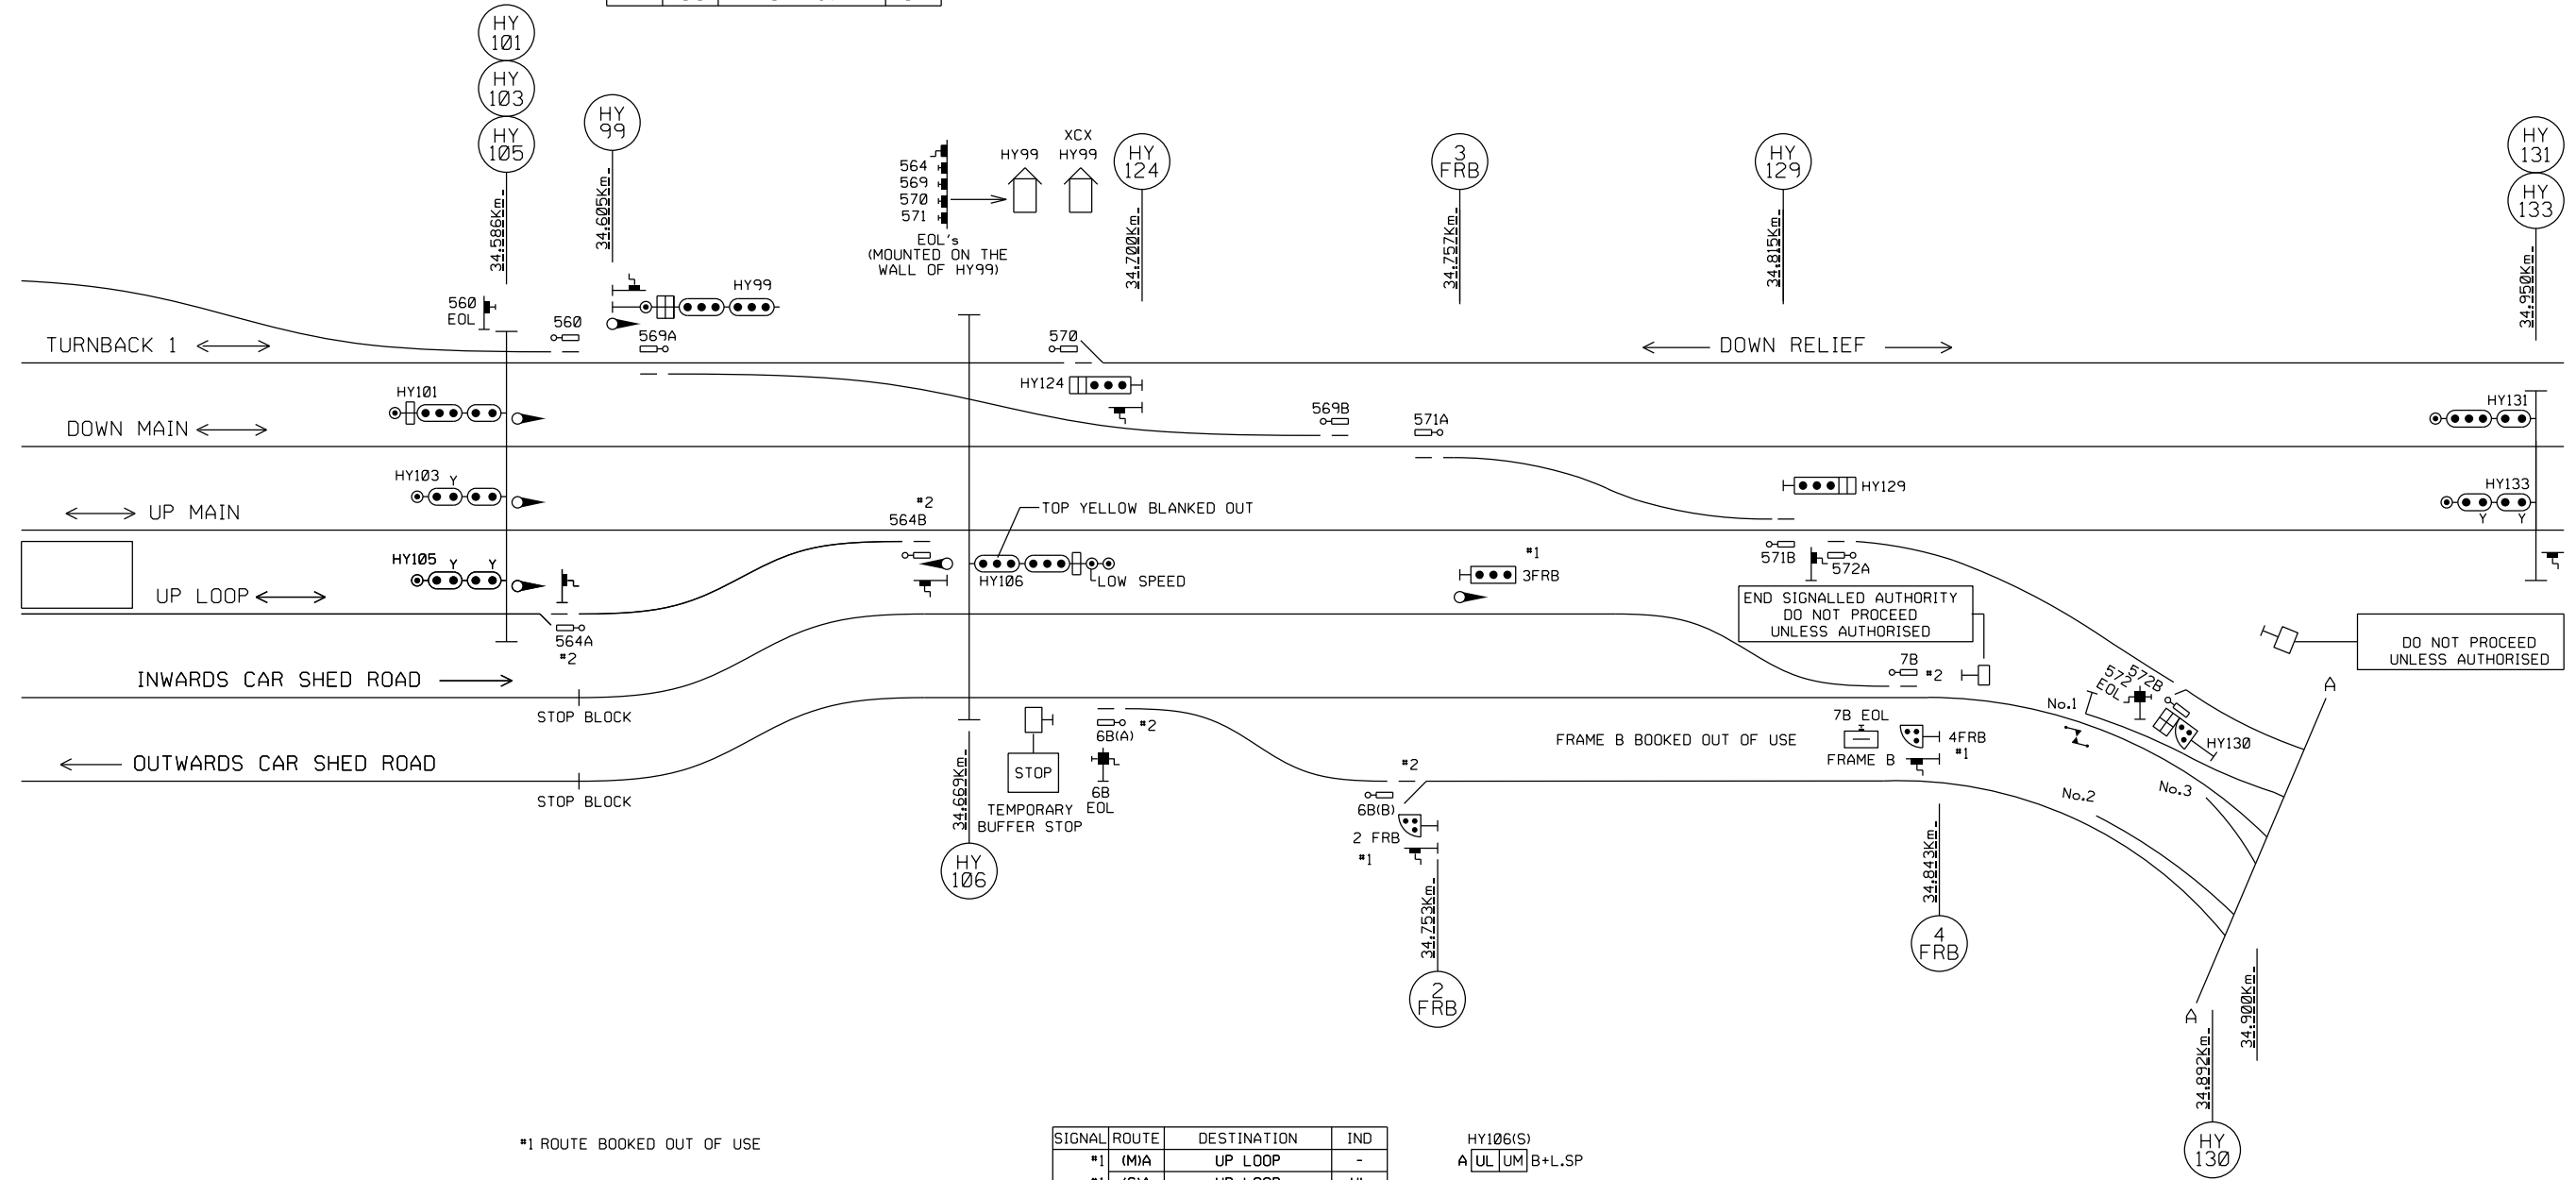 HY
101
HY
103
HY
105
34.586Km
HY
99
34.605Km
564
569
570
571
EOL's
(MOUNTED ON THE
WALL OF HY99)
HY99
XCX
HY99
HY
124
34.700Km
3
FRB
34.757Km
HY
129
34.815Km
HY
131
HY
133
34.950Km
560
EOL
560
HY99
569A
570
TURNBACK 1
DOWN RELIEF
HY124
HY101
569B
571A
HY131
DOWN MAIN
HY103
Y
HY129
HY133
Y Y
UP MAIN
#2
564B
TOP YELLOW BLANKED OUT
HY105
Y Y
HY106
LOW SPEED
#1
3FRB
571B
572A
UP LOOP
564A
#2
END SIGNALLED AUTHORITY
DO NOT PROCEED
UNLESS AUTHORISED
DO NOT PROCEED
UNLESS AUTHORISED
INWARDS CAR SHED ROAD
7B
#2
572
EOL
572B
A
STOP BLOCK
6B(A)
#2
No.1
7B EOL
FRAME B BOOKED OUT OF USE
4FRB
#1
FRAME B
HY130
OUTWARDS CAR SHED ROAD
STOP
6B
EOL
#2
6B(B)
STOP BLOCK
TEMPORARY
BUFFER STOP
No.2
No.3
2 FRB
#1
34.669Km
HY
106
34.753Km
2
FRB
34.843Km
4
FRB
A
34.900Km
34.892Km
HY
130
#1 ROUTE BOOKED OUT OF USE
SIGNAL ROUTE DESTINATION IND
#1 (M)A UP LOOP -
HY106(S)
A UL UM B+L.SP